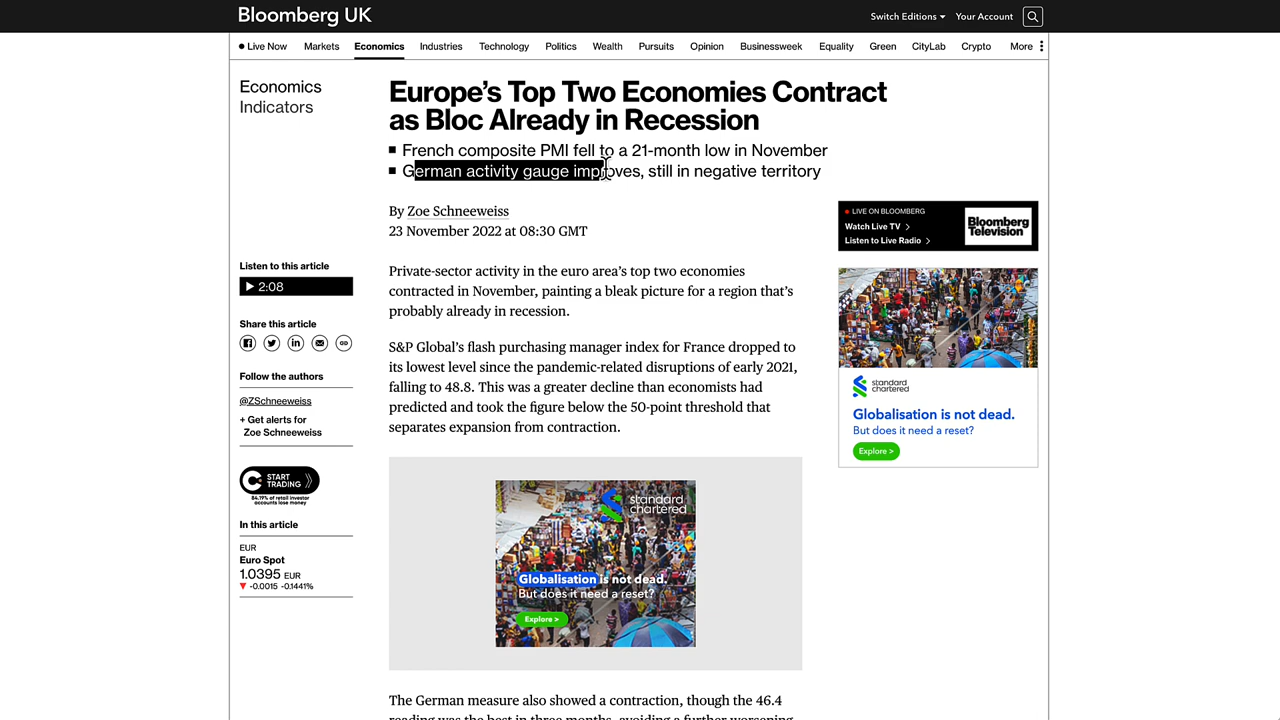 Bloomberg UK
Switch Editions
Your Account
Live Now
Markets
Economics
Industries
Technology
Politics
Wealth
Pursuits
Opinion
Businessweek
Equality
Green
CityLab
Crypto
More
Economics
Indicators
Europe's Top Two Economies Contract
as Bloc Already in Recession
French composite PMI fell to a 21-month low in November
German activity gauge improves, still in negative territory
By Zoe Schneeweiss
23 November 2022 at 08:30 GMT
Listen to this article
2:08
Share this article
Follow the authors
@ZSchneeweiss
+ Get alerts for
Zoe Schneeweiss
START
TRADING
84.19% of retail investor
accounts lose money
In this article
EUR
Euro Spot
1.0395 EUR
-0.0015 -0.1441%
Private-sector activity in the euro area's top two economies
contracted in November, painting a bleak picture for a region that's
probably already in recession.
S&P Global's flash purchasing manager index for France dropped to
its lowest level since the pandemic-related disruptions of early 2021,
falling to 48.8. This was a greater decline than economists had
predicted and took the figure below the 50-point threshold that
separates expansion from contraction.
standard
chartered
Globalisation is not dead.
But does it need a reset?
Explore >
The German measure also showed a contraction, though the 46.4
reading was the best in three months, avoiding a further worsening
LIVE ON BLOOMBERG
Watch Live TV >
Listen to Live Radio >
Bloomberg
Television
standard
chartered
Globalisation is not dead.
But does it need a reset?
Explore >